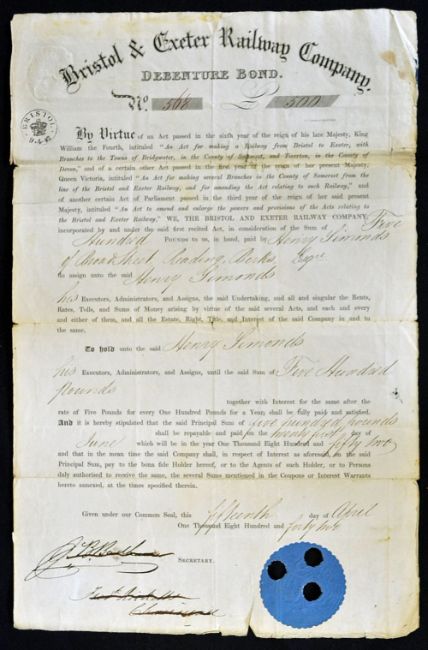 Bristol & Exeter Railway Company.
DEBENTURE BOND.
No. 568 £ 500
BRISTOL
By Virtue of an Act passed in the sixth year of the reign of his late Majesty, King
William the Fourth, intituled "An Act for making a Railway from Bristol to Exeter, with
Branches to the Towns of Bridgwater, in the County of Somerset, and Tiverton, in the County of
Devon," and of a certain other Act passed in the first year of the reign of her present Majesty,
Queen Victoria, intituled "An Act for making several Branches in the County of Somerset from the
line of the Bristol and Exeter Railway, and for amending the Act relating to such Railway," and
of another certain Act of Parliament passed in the third year of the reign of her said present
Majesty, intituled "An Act to amend and enlarge the powers and provisions of the Acts relating to
the Bristol and Exeter Railway," WE, THE BRISTOL AND EXETER RAILWAY COMPANY,
incorporated by and under the said first recited Act, in consideration of the Sum of Five
Hundred POUNDS to us, in hand, paid by Henry Simonds
of Street Reading Berks, Esqre
do assign unto the said Henry Simonds
his Executors, Administrators, and Assigns, the said Undertaking, and all and singular the Rents,
Rates, Tolls, and Sums of Money arising by virtue of the said several Acts, and each and every
and either of them, and all the Estate, Right, Title, and Interest of the said Company in and to
the same.
To hold unto the said Henry Simonds
his Executors, Administrators, and Assigns, until the said Sum of Five Hundred
pounds
together with Interest for the same after the
rate of Five Pounds for every One Hundred Pounds for a Year, shall be fully paid and satisfied.
And it is hereby stipulated that the said Principal Sum of five hundred pounds
shall be repayable and paid on the twenty first day of
June which will be in the year One Thousand Eight Hundred and fifty two
and that in the mean time the said Company shall, in respect of Interest as aforesaid, on the said
Principal Sum, pay to the bona fide Holder hereof, or to the Agents of such Holder, or to Persons
duly authorised to receive the same, the several Sums mentioned in the Coupons or Interest Warrants
hereto annexed, at the times specified therein.
Given under our Common Seal, this fifteenth day of April
One Thousand Eight Hundred and forty two
SECRETARY.